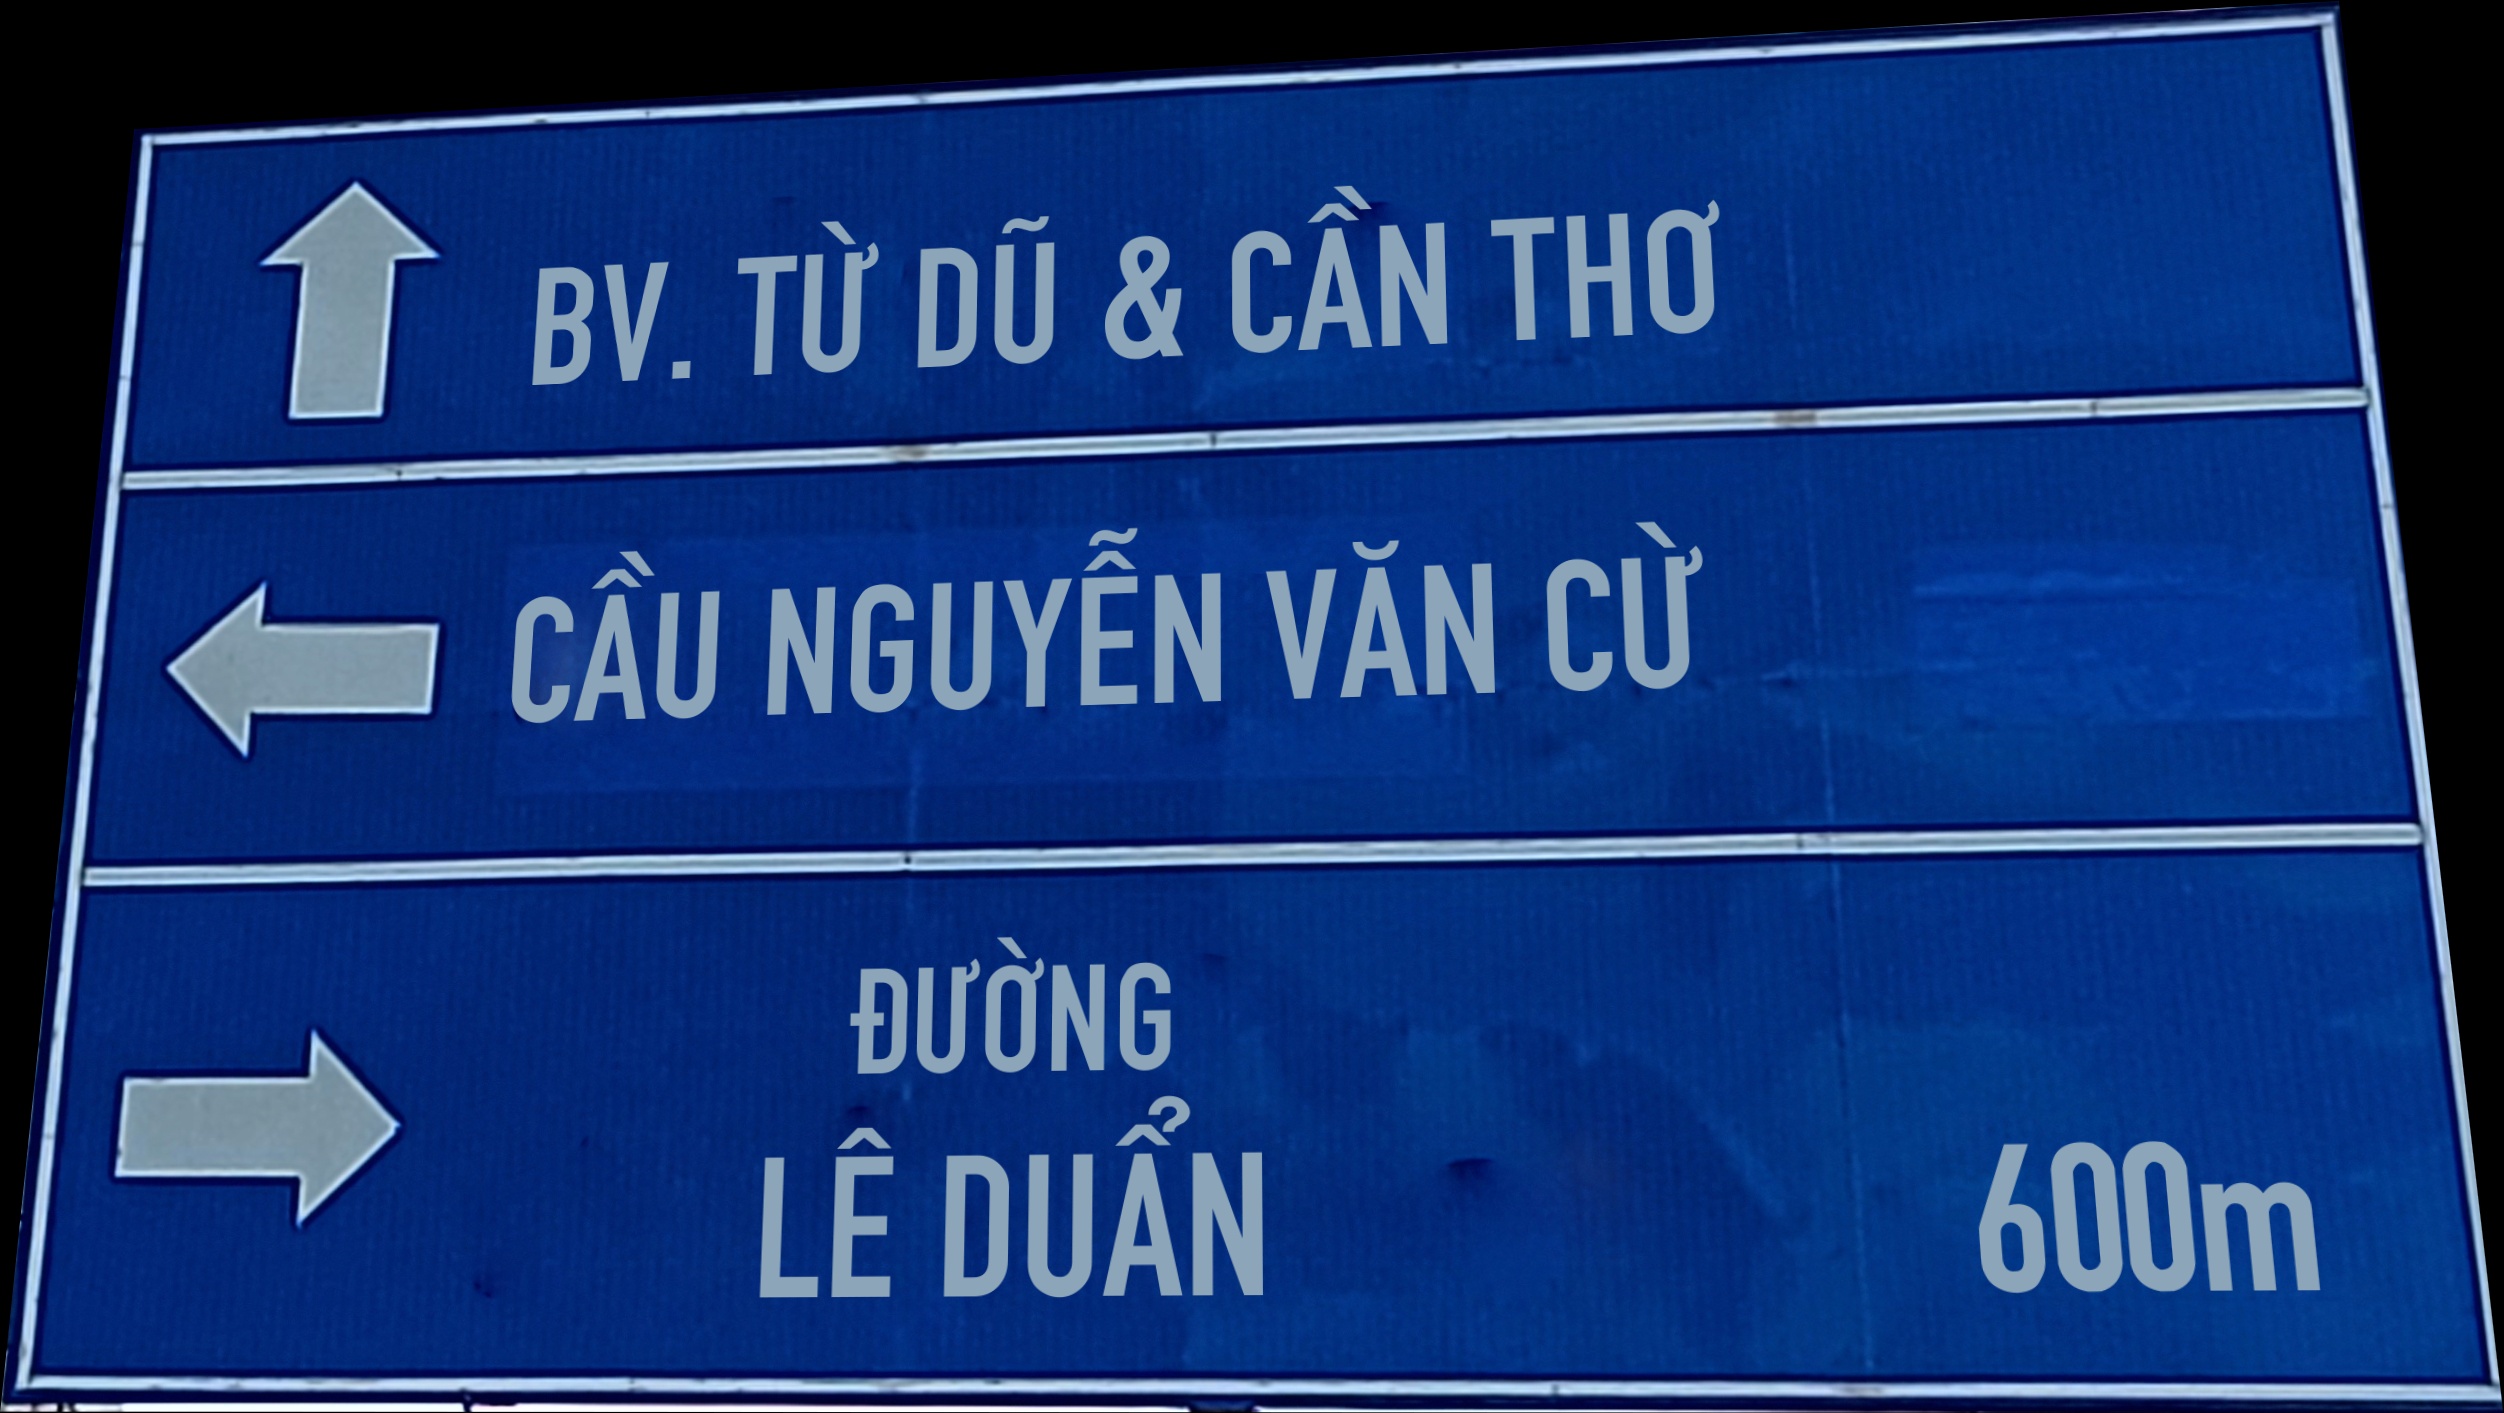 BV. TỪ DŨ & CẦN THƠ
CẦU NGUYỄN VĂN CỪ
ĐƯỜNG
LÊ DUẨN
600m